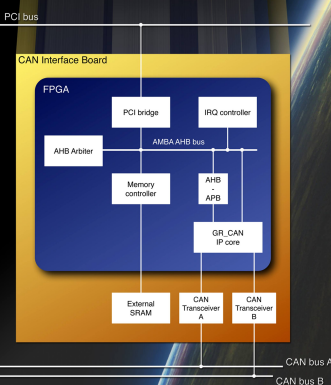 PCI bus
CAN Interface Board
FPGA
PCI bridge
IRQ controller
AMBA AHB bus
AHB Arbiter
Memory
controller
AHB
-
APB
GR_CAN
IP core
External
SRAM
CAN
Transceiver
A
CAN
Transceiver
B
CAN bus A
CAN bus B